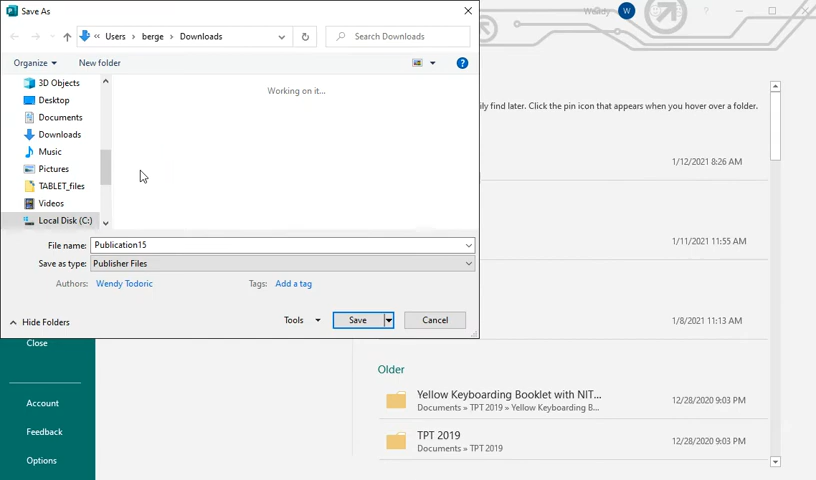 Save As
« Users › berge › Downloads
Search Downloads
Organize
New folder
3D Objects
Desktop
Documents
Downloads
Music
Pictures
TABLET_files
Videos
Local Disk (C:)
Working on it...
File name: Publication15
Save as type: Publisher Files
Authors: Wendy Todoric
Tags: Add a tag
Hide Folders
Tools
Save
Cancel
W
?
ily find later. Click the pin icon that appears when you hover over a folder.
1/12/2021 8:26 AM
1/11/2021 11:55 AM
1/8/2021 11:13 AM
Older
Yellow Keyboarding Booklet with NIT...
Documents » TPT 2019 » Yellow Keyboarding B...
12/28/2020 9:03 PM
TPT 2019
Documents » TPT 2019
12/28/2020 9:03 PM
Close
Account
Feedback
Options